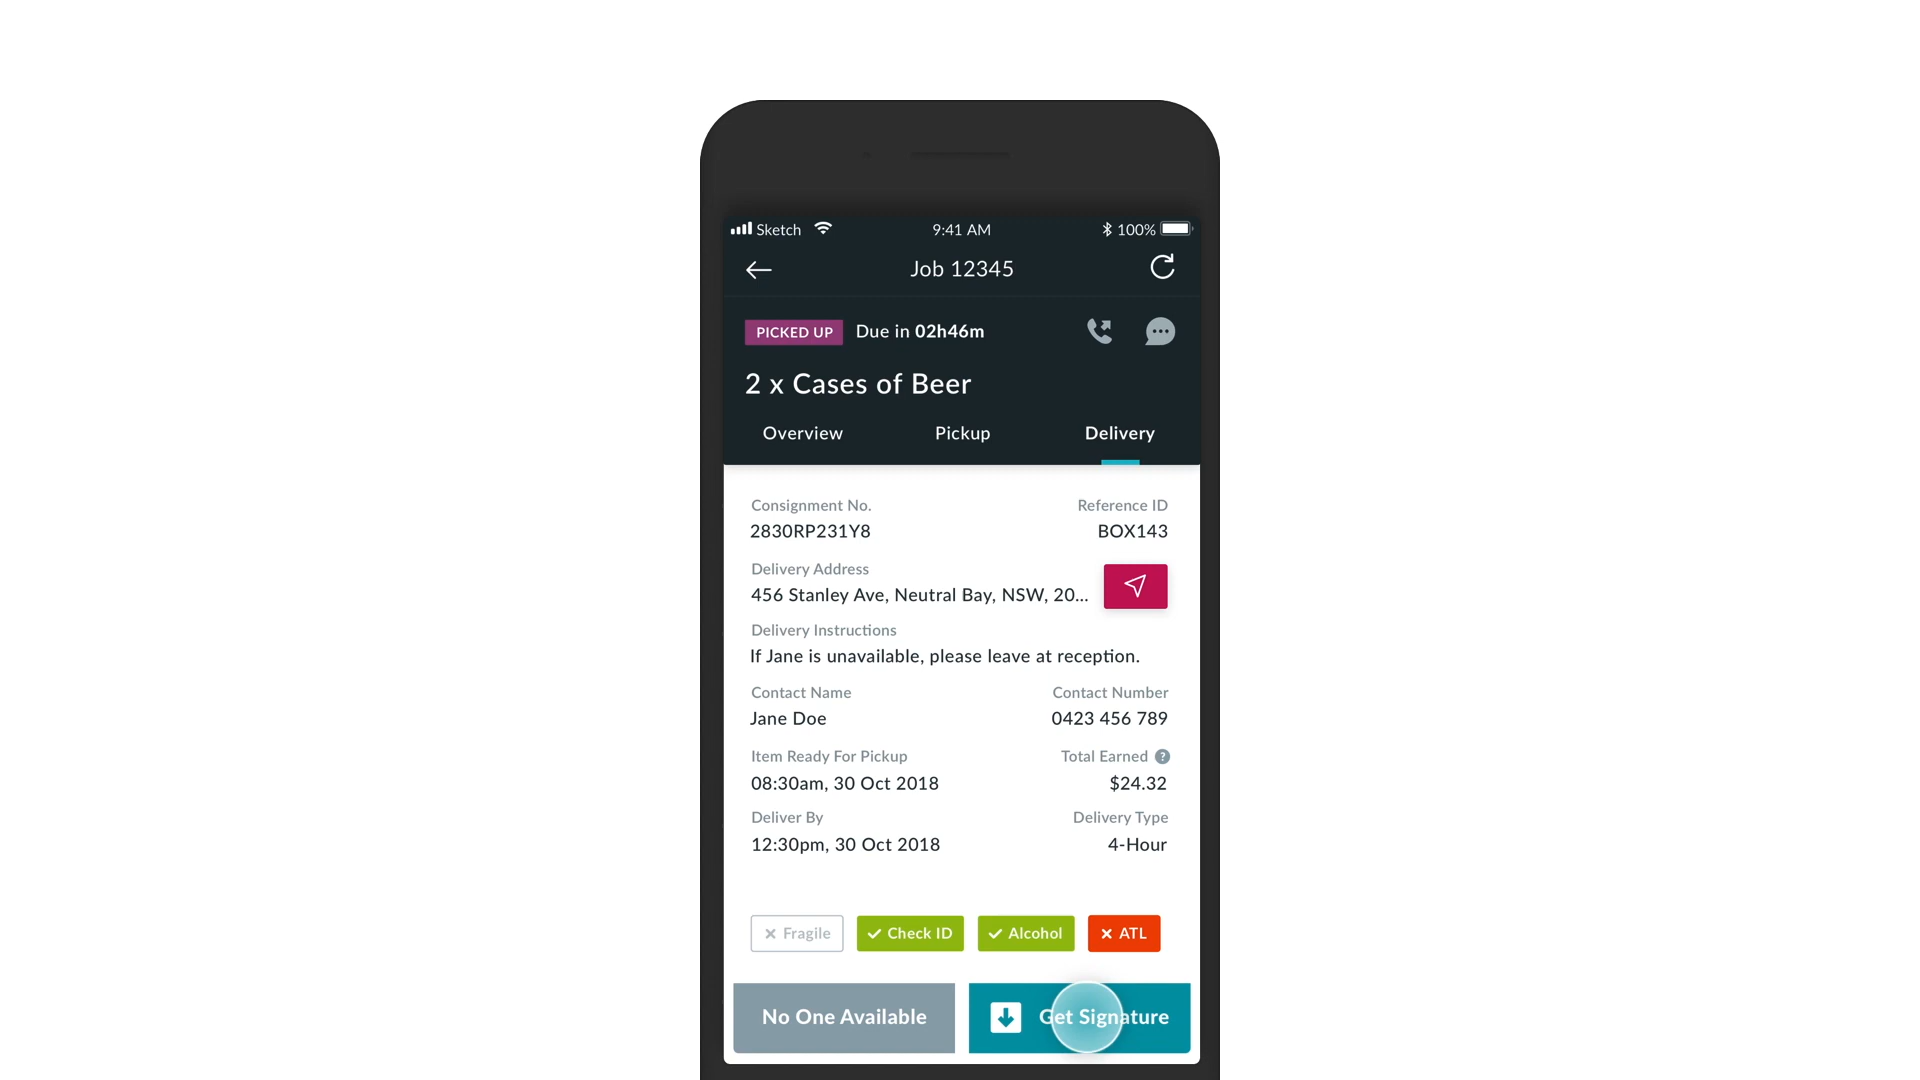 Sketch 9:41 AM 100%
Job 12345
PICKED UP Due in 02h46m
2 x Cases of Beer
Overview Pickup Delivery
Consignment No. Reference ID
2830RP231Y8 BOX143
Delivery Address
456 Stanley Ave, Neutral Bay, NSW, 20...
Delivery Instructions
If Jane is unavailable, please leave at reception.
Contact Name Contact Number
Jane Doe 0423 456 789
Item Ready For Pickup Total Earned ?
08:30am, 30 Oct 2018 $24.32
Deliver By Delivery Type
12:30pm, 30 Oct 2018 4-Hour
Fragile Check ID Alcohol ATL
No One Available Get Signature